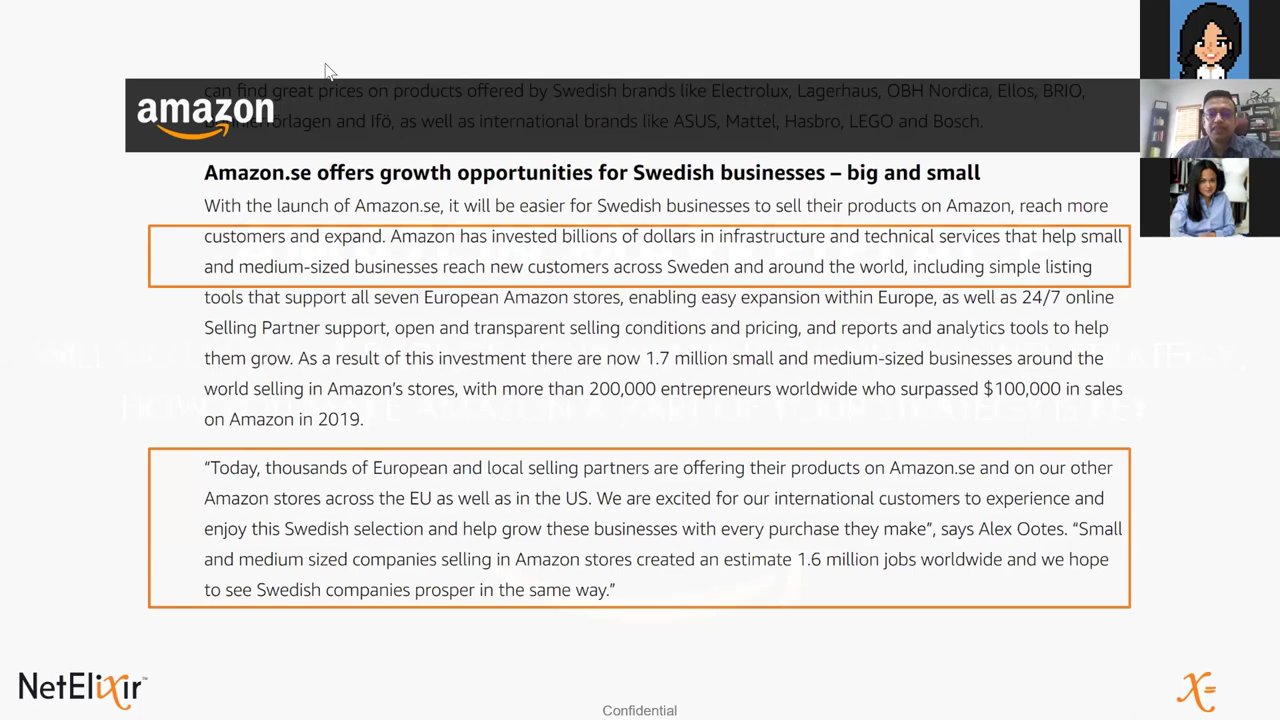 can find great prices on products offered by Swedish brands like Electrolux, Lagerhaus, OBH Nordica, Ellos, BRIO,
amazon
och Ifö, as well as international brands like ASUS, Mattel, Hasbro, LEGO and Bosch.
Amazon.se offers growth opportunities for Swedish businesses – big and small
With the launch of Amazon.se, it will be easier for Swedish businesses to sell their products on Amazon, reach more
customers and expand. Amazon has invested billions of dollars in infrastructure and technical services that help small
and medium-sized businesses reach new customers across Sweden and around the world, including simple listing
tools that support all seven European Amazon stores, enabling easy expansion within Europe, as well as 24/7 online
Selling Partner support, open and transparent selling conditions and pricing, and reports and analytics tools to help
them grow. As a result of this investment there are now 1.7 million small and medium-sized businesses around the
world selling in Amazon’s stores, with more than 200,000 entrepreneurs worldwide who surpassed $100,000 in sales
on Amazon in 2019.
“Today, thousands of European and local selling partners are offering their products on Amazon.se and on our other
Amazon stores across the EU as well as in the US. We are excited for our international customers to experience and
enjoy this Swedish selection and help grow these businesses with every purchase they make”, says Alex Ootes. “Small
and medium sized companies selling in Amazon stores created an estimate 1.6 million jobs worldwide and we hope
to see Swedish companies prosper in the same way.”
NetElixir™
Confidential
X=